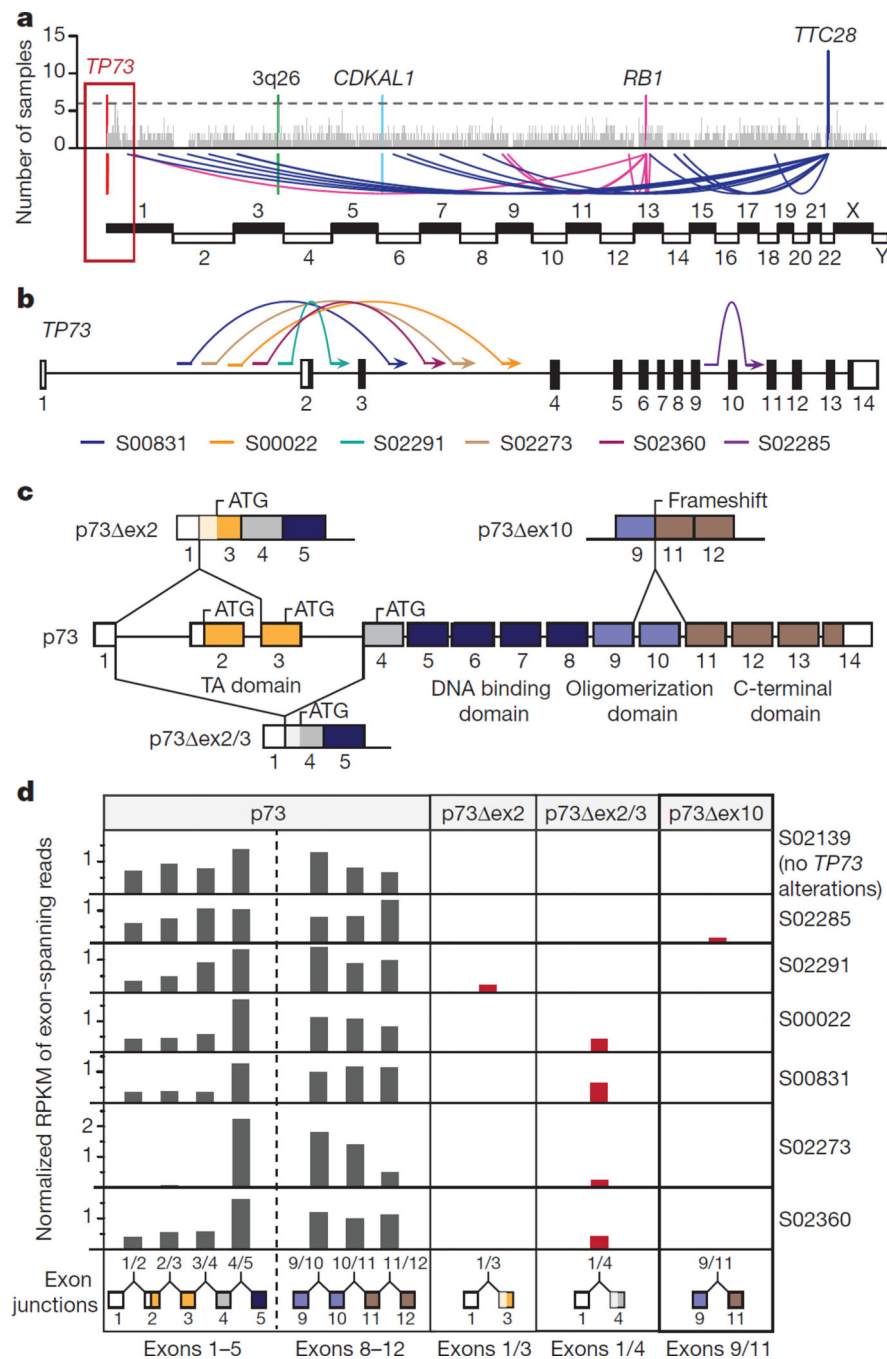 a
TTC28
TP73
3q26
CDKAL1
RB1
Number of samples
15
10
5
0
1 3 5 7 9 11 13 15 17 19 21 X
2 4 6 8 10 12 14 16 18 20 22 Y
b
TP73
1 2 3 4 5 6 7 8 9 10 11 12 13 14
S00831 S00022 S02291 S02273 S02360 S02285
c
ATG
Frameshift
p73Δex2
p73Δex10
1 3 4 5
9 11 12
ATG ATG ATG
p73
1 2 3 4 5 6 7 8 9 10 11 12 13 14
TA domain
DNA binding domain
Oligomerization domain
C-terminal domain
ATG
p73Δex2/3
1 4 5
d
p73 p73Δex2 p73Δex2/3 p73Δex10
Normalized RPKM of exon-spanning reads
1
S02139 (no TP73 alterations)
1
S02285
1
S02291
1
S00022
1
S00831
2
1
S02273
1
S02360
1/2 2/3 3/4 4/5 9/10 10/11 11/12 1/3 1/4 9/11
Exon junctions
1 2 3 4 5 9 10 11 12 1 3 1 4 9 11
Exons 1–5 Exons 8–12 Exons 1/3 Exons 1/4 Exons 9/11